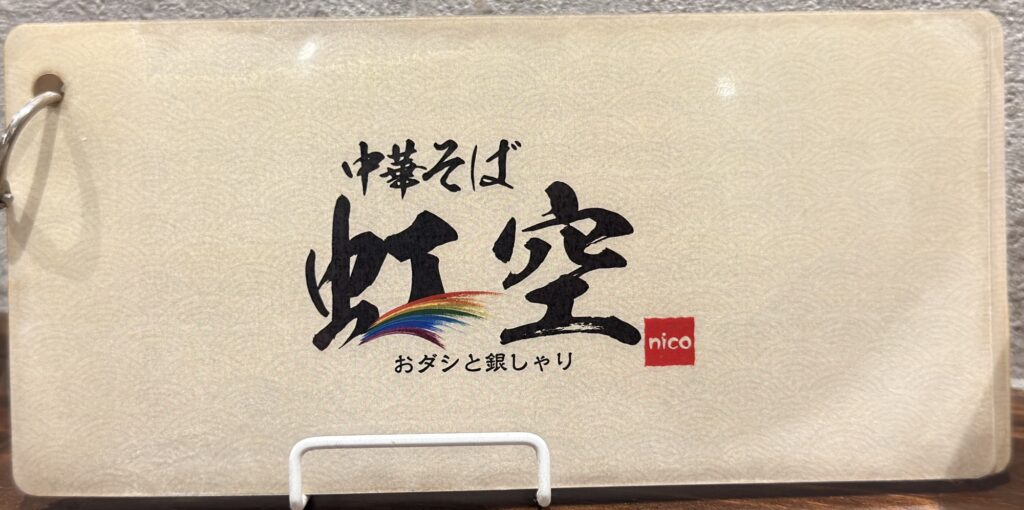 中華そば
虹空
nico
おダシと銀しゃり